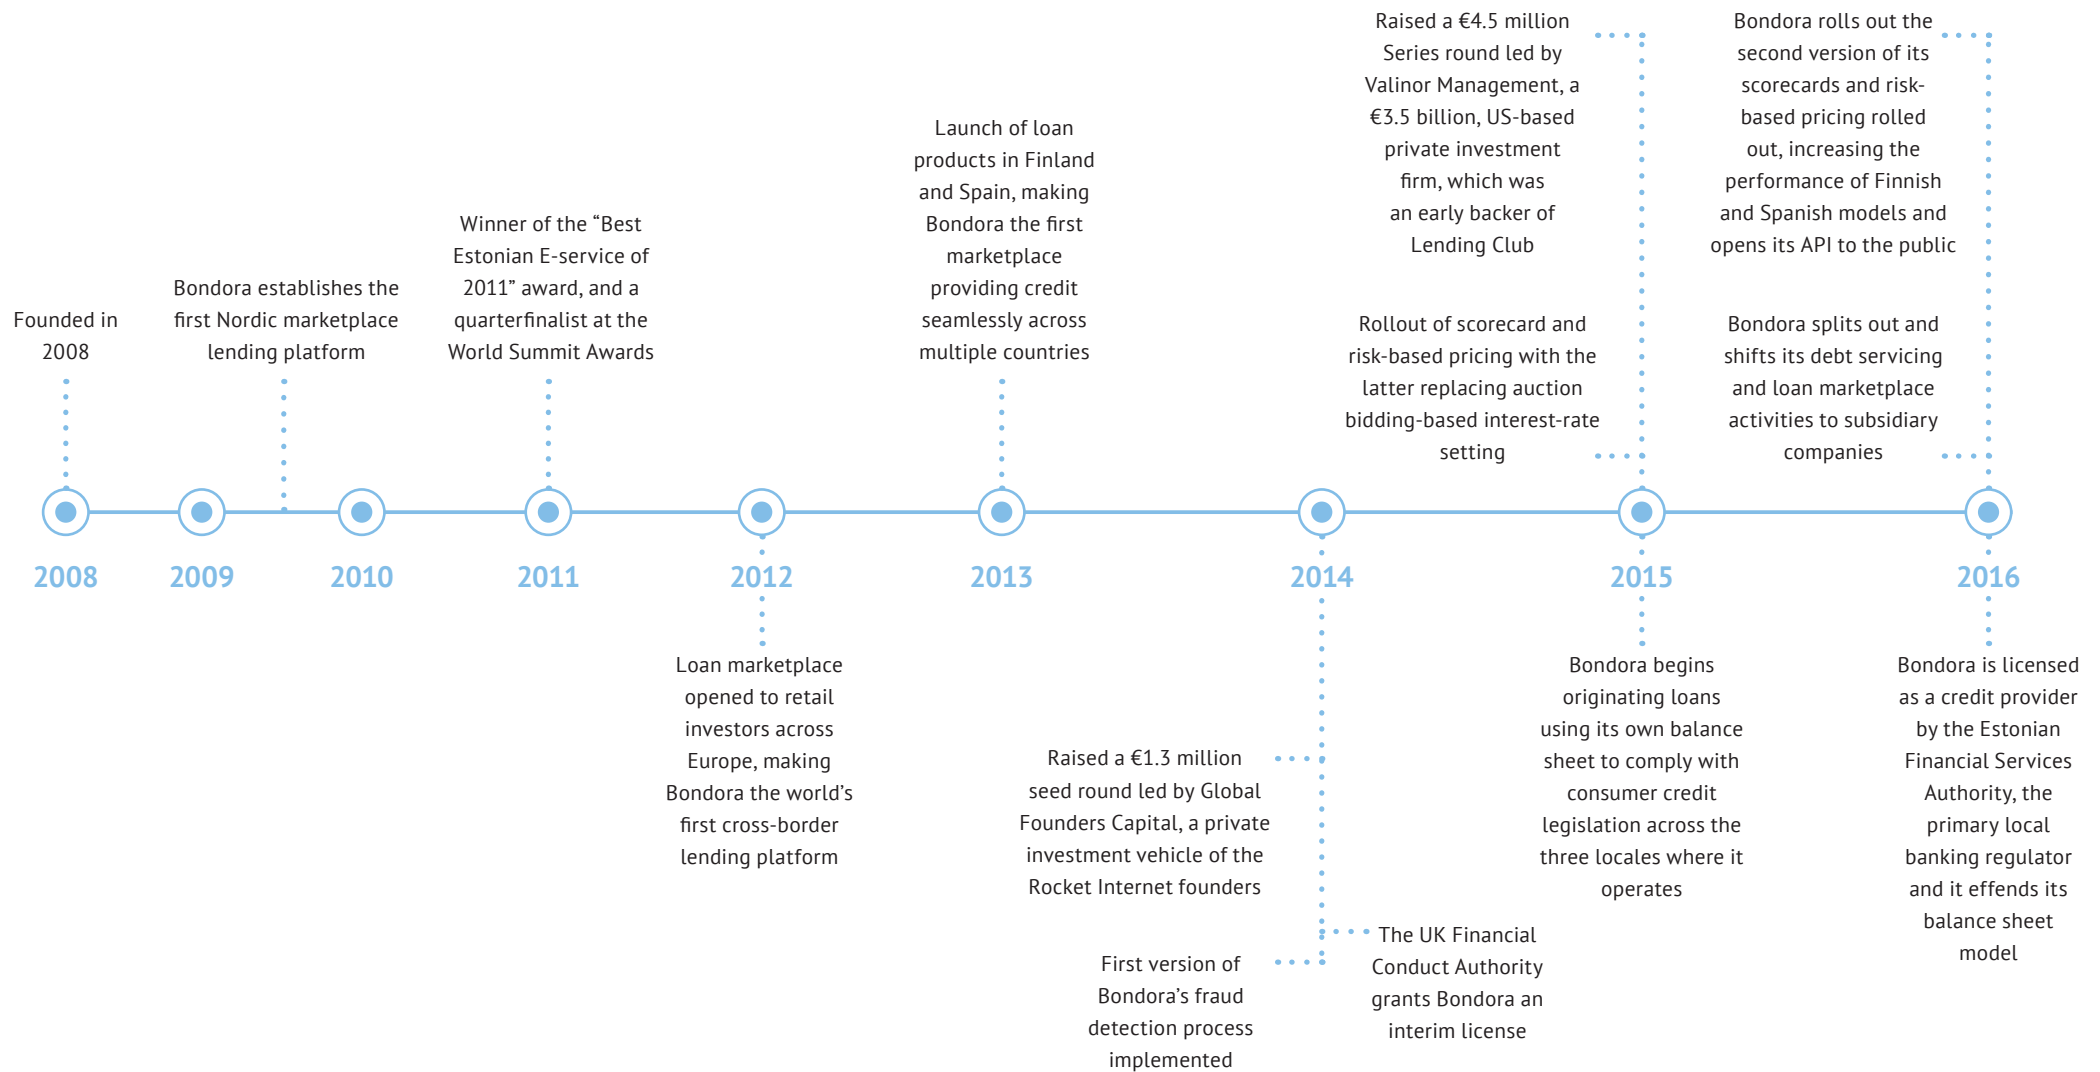 Founded in
2008
Bondora establishes the
first Nordic marketplace
lending platform
Winner of the “Best
Estonian E-service of
2011” award, and a
quarterfinalist at the
World Summit Awards
Launch of loan
products in Finland
and Spain, making
Bondora the first
marketplace
providing credit
seamlessly across
multiple countries
Raised a €4.5 million
Series round led by
Valinor Management, a
€3.5 billion, US-based
private investment
firm, which was
an early backer of
Lending Club
Rollout of scorecard and
risk-based pricing with the
latter replacing auction
bidding-based interest-rate
setting
Bondora rolls out the
second version of its
scorecards and risk-
based pricing rolled
out, increasing the
performance of Finnish
and Spanish models and
opens its API to the public
Bondora splits out and
shifts its debt servicing
and loan marketplace
activities to subsidiary
companies
2008
2009
2010
2011
2012
2013
2014
2015
2016
Loan marketplace
opened to retail
investors across
Europe, making
Bondora the world’s
first cross-border
lending platform
Raised a €1.3 million
seed round led by Global
Founders Capital, a private
investment vehicle of the
Rocket Internet founders
First version of
Bondora’s fraud
detection process
implemented
The UK Financial
Conduct Authority
grants Bondora an
interim license
Bondora begins
originating loans
using its own balance
sheet to comply with
consumer credit
legislation across the
three locales where it
operates
Bondora is licensed
as a credit provider
by the Estonian
Financial Services
Authority, the
primary local
banking regulator
and it effends its
balance sheet
model